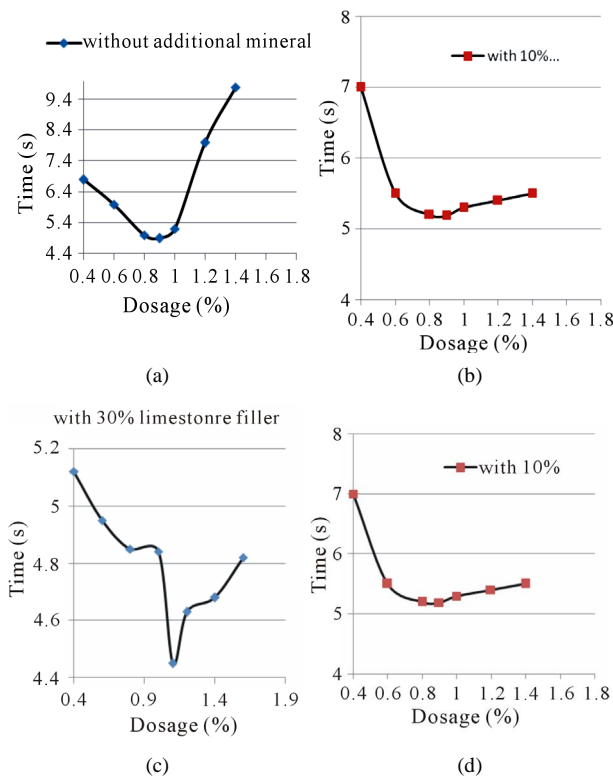 without additional mineral
9.4
8.4
7.4
6.4
5.4
4.4
Time (s)
0.4 0.6 0.8 1 1.2 1.4 1.6 1.8
Dosage (%)
(a)
with 10%...
8
7
6
5
4
Time (s)
0.4 0.6 0.8 1 1.2 1.4 1.6 1.8
Dosage (%)
(b)
with 30% limestonre filler
5.2
5
4.8
4.6
4.4
Time (s)
0.4 0.9 1.4 1.9
Dosage (%)
(c)
with 10%
8
7
6
5
4
Time (s)
0.4 0.6 0.8 1 1.2 1.4 1.6 1.8
Dosage (%)
(d)